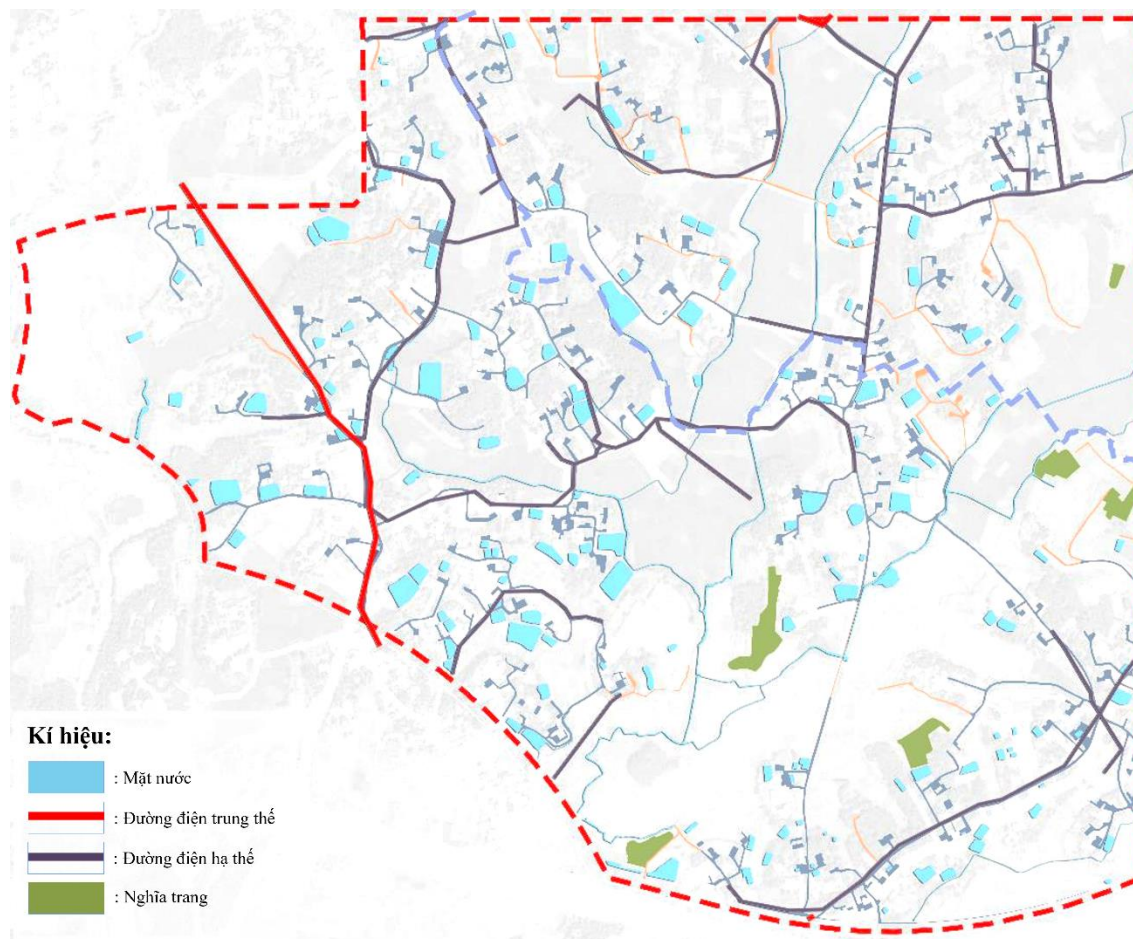 Kí hiệu:
: Mặt nước
: Đường điện trung thế
: Đường điện hạ thế
: Nghĩa trang